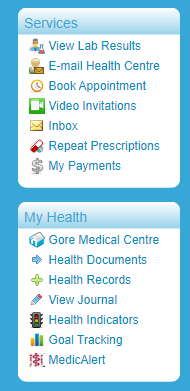 Services
View Lab Results
E-mail Health Centre
Book Appointment
Video Invitations
Inbox
Repeat Prescriptions
My Payments
My Health
Gore Medical Centre
Health Documents
Health Records
View Journal
Health Indicators
Goal Tracking
MedicAlert